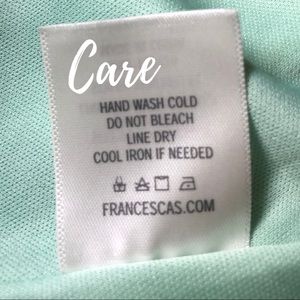 Care
HAND WASH COLD
DO NOT BLEACH
LINE DRY
COOL IRON IF NEEDED
FRANCESCAS.COM